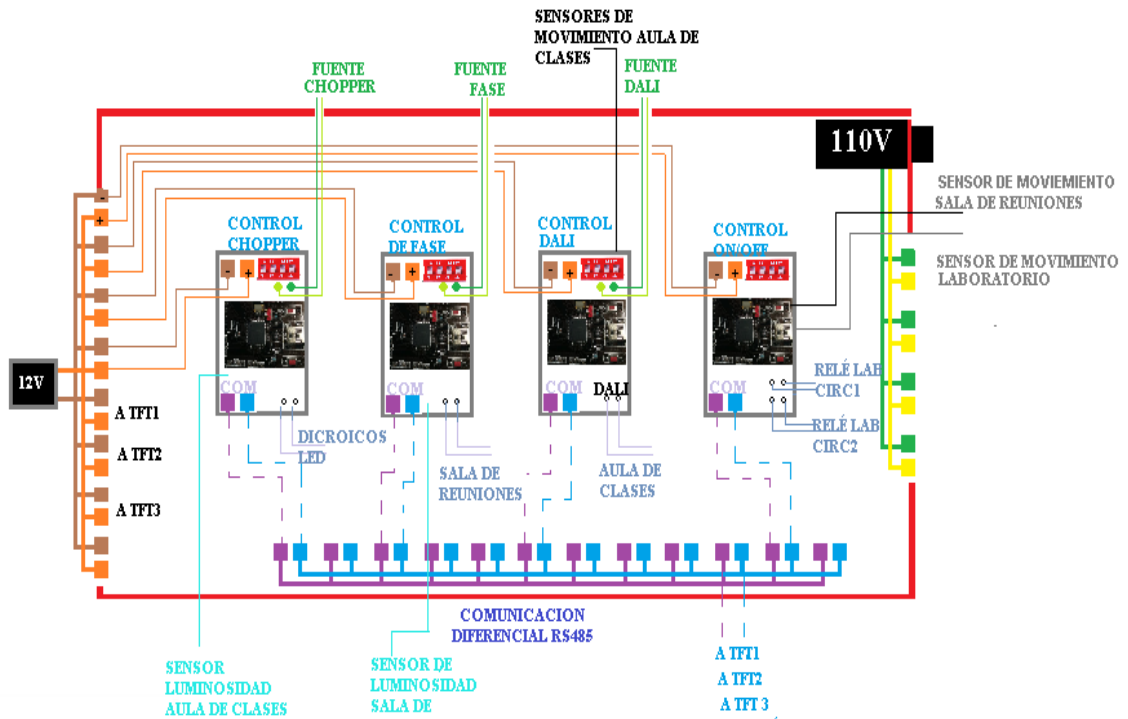 SENSORES DE
MOVIMIENTO AULA DE
CLASES
FUENTE
CHOPPER
FUENTE
FASE
FUENTE
DALI
110V
SENSOR DE MOVIEMIENTO
SALA DE REUNIONES
SENSOR DE MOVIMIENTO
LABORATORIO
-
+
CONTROL
CHOPPER
CONTROL
DE FASE
CONTROL
DALI
CONTROL
ON/OFF
- +
- +
- +
- +
12V
COM
COM
COM
DALI
COM
RELÉ LAB
CIRC1
RELÉ LAB
CIRC2
A TFT1
A TFT2
A TFT3
DICROICOS
LED
SALA DE
REUNIONES
AULA DE
CLASES
COMUNICACION
DIFERENCIAL RS485
SENSOR
LUMINOSIDAD
AULA DE CLASES
SENSOR DE
LUMINOSIDAD
SALA DE
A TFT1
A TFT2
A TFT 3